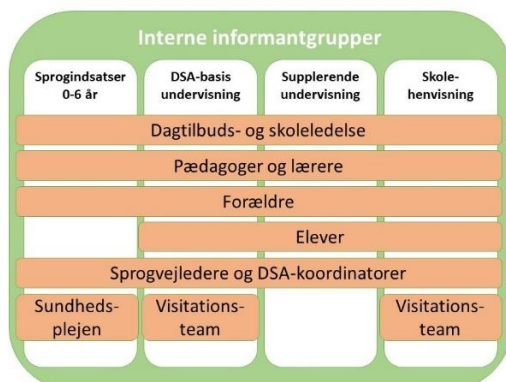 Interne informantgrupper
Sprogindsatser
0-6 år
DSA-basis
undervisning
Supplerende
undervisning
Skole-
henvisning
Dagtilbuds- og skoleledelse
Pædagoger og lærere
Forældre
Elever
Sprogvejledere og DSA-koordinatorer
Sundheds-
plejen
Visitations-
team
Visitations-
team